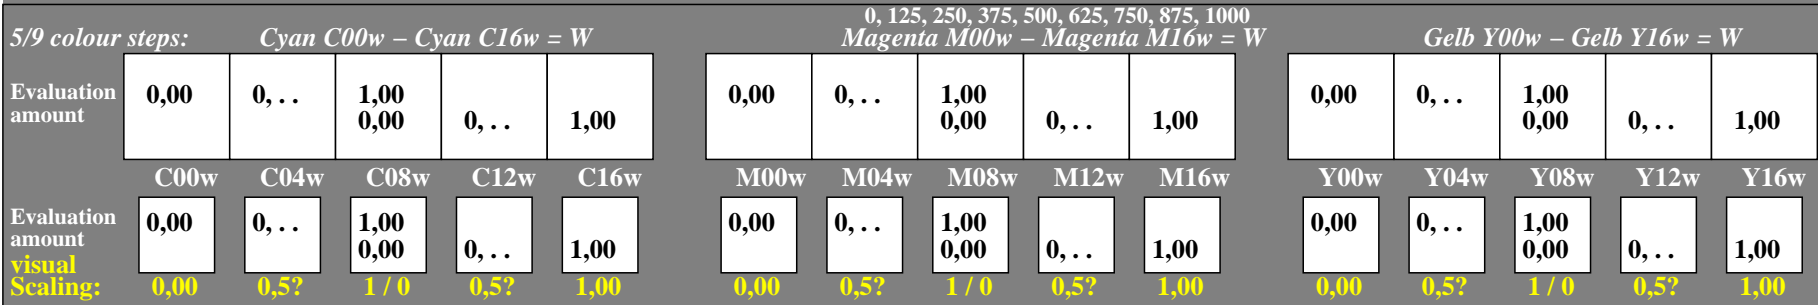 0, 125, 250, 375, 500, 625, 750, 875, 1000
5/9 colour steps: Cyan C00w – Cyan C16w = W Magenta M00w – Magenta M16w = W Gelb Y00w – Gelb Y16w = W
Evaluation 0,00 0, . . 1,00 0,00 0, . . 1,00 0,00 0, . . 1,00
amount 0,00 0, . . 1,00 0,00 0, . . 1,00 0,00 0, . . 1,00
C00w C04w C08w C12w C16w M00w M04w M08w M12w M16w Y00w Y04w Y08w Y12w Y16w
Evaluation 0,00 0, . . 1,00 0,00 0, . . 1,00 0,00 0, . . 1,00
amount 0,00 0, . . 1,00 0,00 0, . . 1,00 0,00 0, . . 1,00
visual
Scaling: 0,00 0,5? 1 / 0 0,5? 1,00 0,00 0,5? 1 / 0 0,5? 1,00 0,00 0,5? 1 / 0 0,5? 1,00